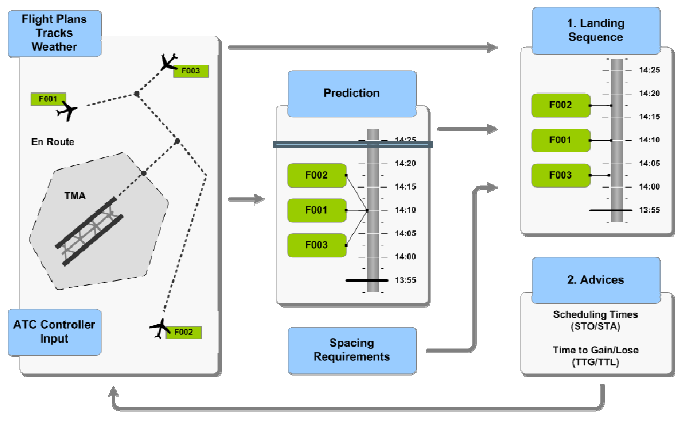 Flight Plans
Tracks
Weather
F003
F001
En Route
TMA
F002
ATC Controller
Input
Prediction
14:25
14:20
F002
14:15
F001
14:10
14:05
F003
14:00
13:55
Spacing
Requirements
1. Landing
Sequence
14:25
14:20
F002
14:15
F001
14:10
14:05
F003
14:00
13:55
2. Advices
Scheduling Times
(STO/STA)
Time to Gain/Lose
(TTG/TTL)